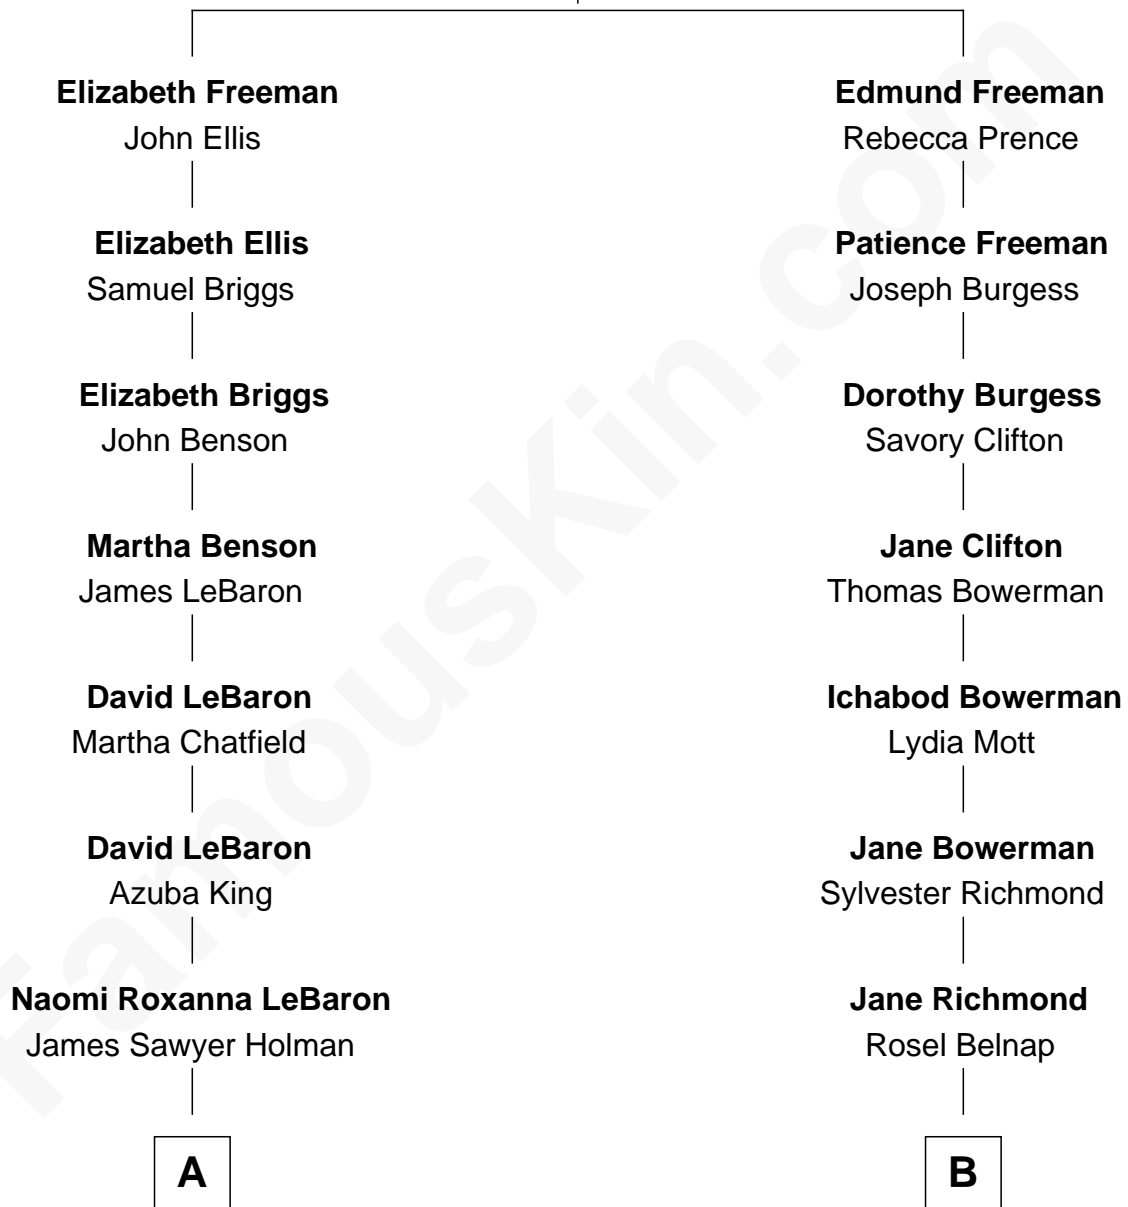 Elizabeth Freeman
John Ellis
Elizabeth Ellis
Samuel Briggs
Elizabeth Briggs
John Benson
Martha Benson
James LeBaron
David LeBaron
Martha Chatfield
David LeBaron
Azuba King
Naomi Roxanna LeBaron
James Sawyer Holman
A
Edmund Freeman
Rebecca Prence
Patience Freeman
Joseph Burgess
Dorothy Burgess
Savory Clifton
Jane Clifton
Thomas Bowerman
Ichabod Bowerman
Lydia Mott
Jane Bowerman
Sylvester Richmond
Jane Richmond
Rosel Belnap
B
FamousKin.com